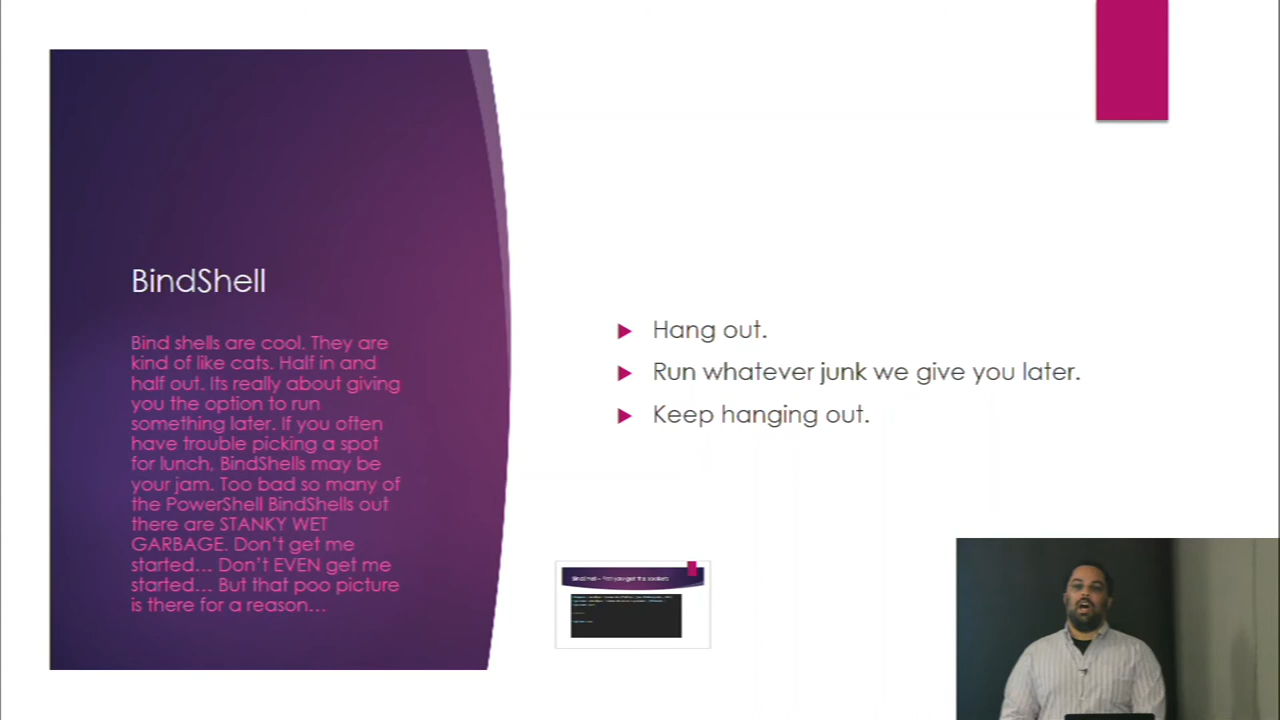 BindShell
Bind shells are cool. They are
kind of like cats. Half in and
half out. Its really about giving
you the option to run
something later. If you often
have trouble picking a spot
for lunch, BindShells may be
your jam. Too bad so many of
the PowerShell BindShells out
there are STANKY WET
GARBAGE. Don't get me
started... Don't EVEN get me
started... But that poo picture
is there for a reason...
Hang out.
Run whatever junk we give you later.
Keep hanging out.